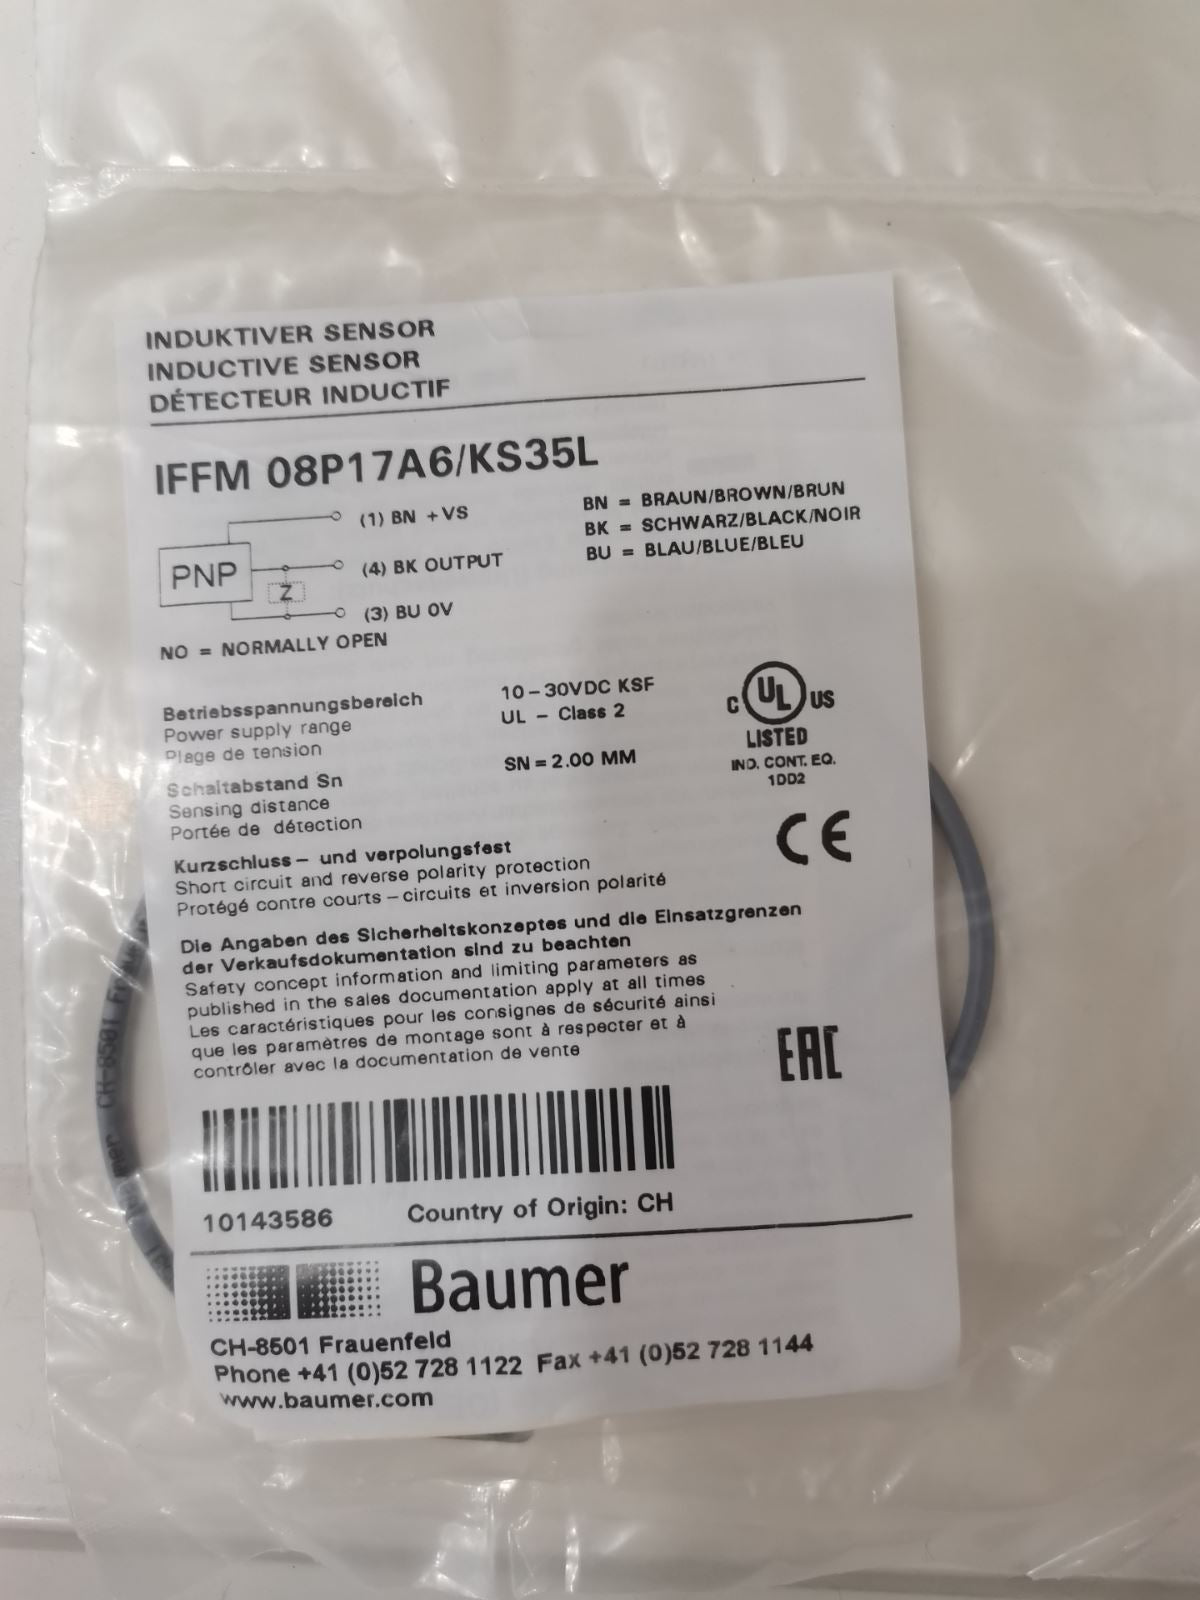 INDUKTIVER SENSOR
INDUCTIVE SENSOR
DÉTECTEUR INDUCTIF
IFFM 08P17A6/KS35L
(1) BN +VS
PNP
(4) BK OUTPUT
Z
(3) BU 0V
NO = NORMALLY OPEN
BN = BRAUN/BROWN/BRUN
BK = SCHWARZ/BLACK/NOIR
BU = BLAU/BLUE/BLEU
Betriebsspannungsbereich
Power supply range
Plage de tension
10-30VDC KSF
UL - Class 2
Schaltabstand Sn
Sensing distance
Portée de détection
SN = 2.00 MM
C UL US
LISTED
IND. CONT. EQ.
1DD2
Kurzschluss- und verpolungsfest
Short circuit and reverse polarity protection
Protégé contre courts-circuits et inversion polarité
CE
Die Angaben des Sicherheitskonzeptes und die Einsatzgrenzen
der Verkaufsdokumentation sind zu beachten
Safety concept information and limiting parameters as
published in the sales documentation apply at all times
Les caractéristiques pour les consignes de sécurité ainsi
que les paramètres de montage sont à respecter et à
contrôler avec la documentation de vente
EAC
10143586 Country of Origin: CH
Baumer
CH-8501 Frauenfeld
Phone +41 (0)52 728 1122 Fax +41 (0)52 728 1144
www.baumer.com
CH-8501